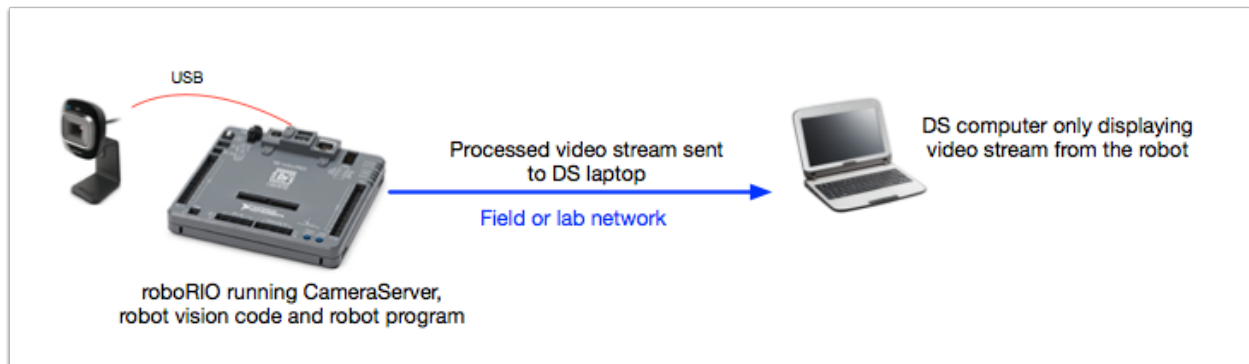 USB
Processed video stream sent
to DS laptop
Field or lab network
DS computer only displaying
video stream from the robot
roboRIO running CameraServer,
robot vision code and robot program